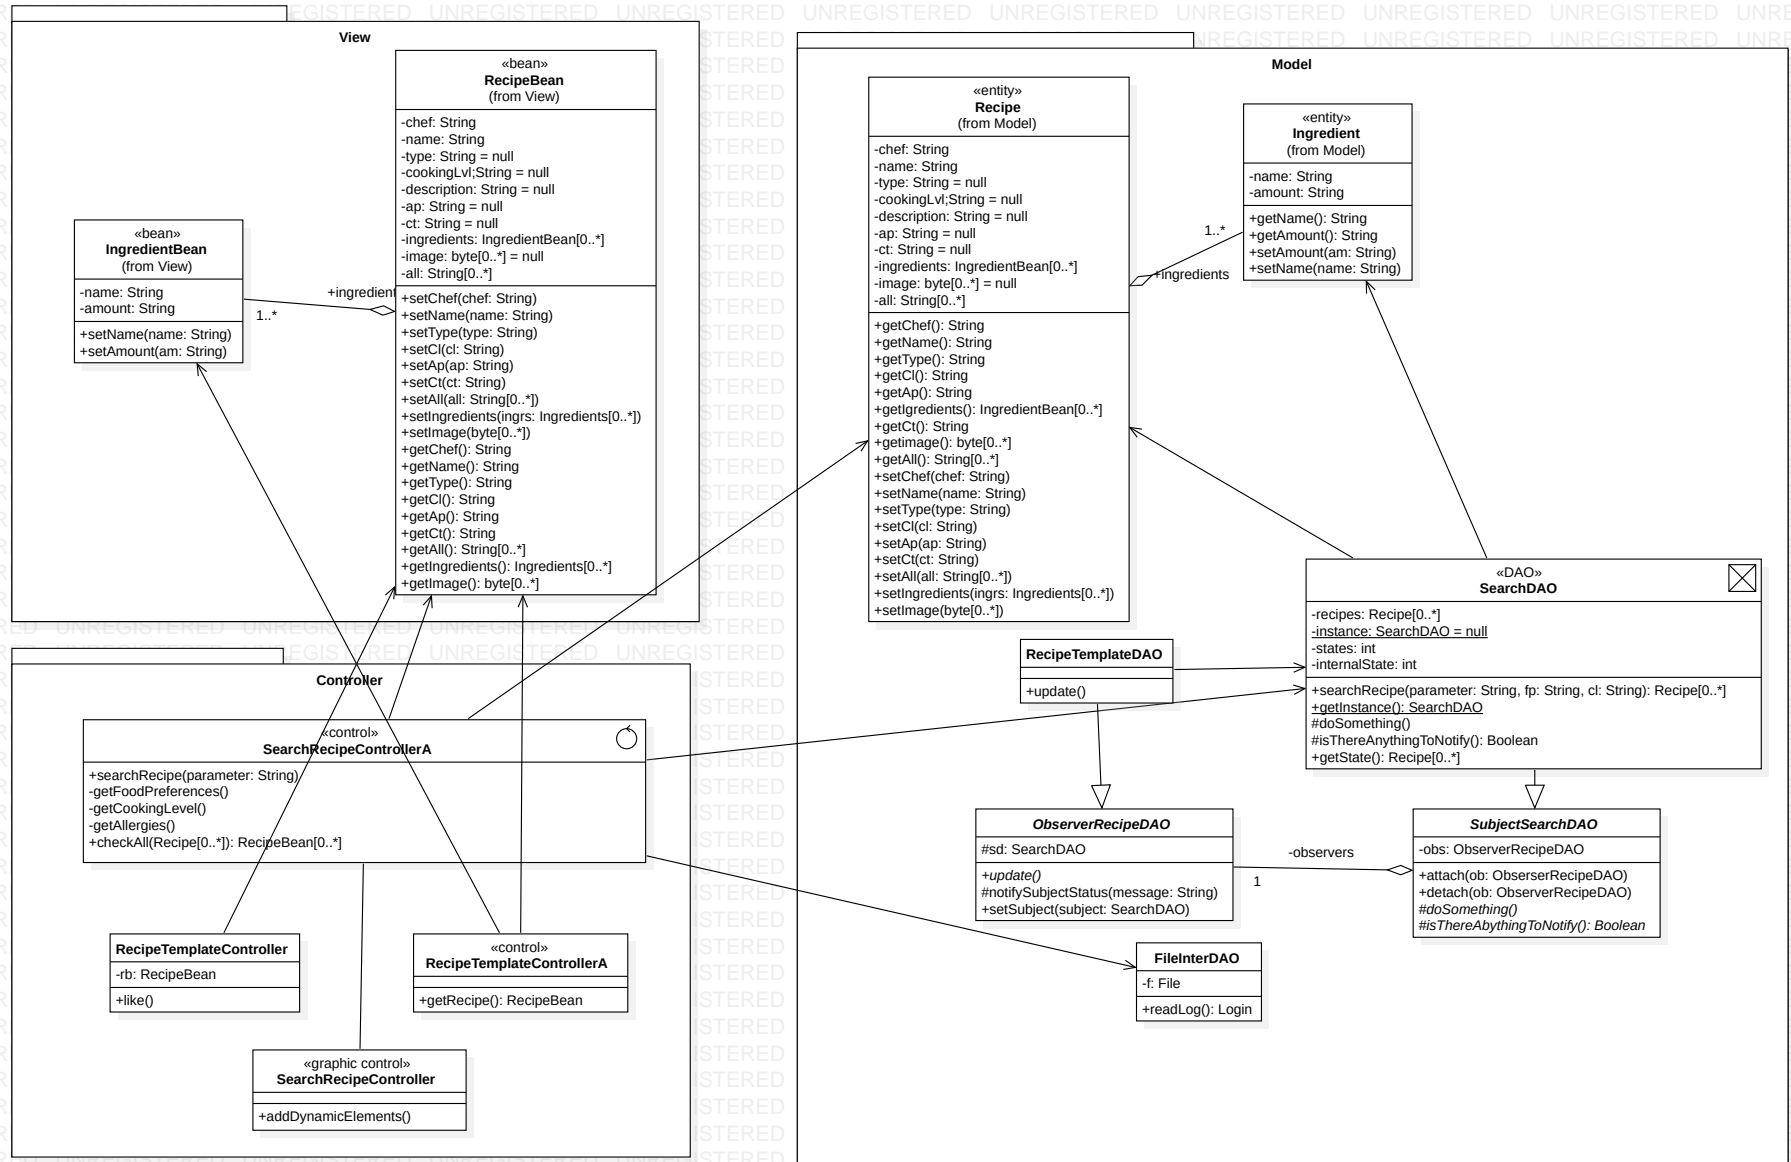 View
«bean»
RecipeBean
(from View)
-chef: String
-name: String
-type: String = null
-cookingLvl;String = null
-description: String = null
-ap: String = null
-ct: String = null
-ingredients: IngredientBean[0..*]
-image: byte[0..*] = null
-all: String[0..*]
+setChef(chef: String)
+setName(name: String)
+setType(type: String)
+setCl(cl: String)
+setAp(ap: String)
+setCt(ct: String)
+setAll(all: String[0..*])
+setIngredients(ingrs: Ingredients[0..*])
+setImage(byte[0..*])
+getChef(): String
+getName(): String
+getType(): String
+getCl(): String
+getAp(): String
+getCt(): String
+getAll(): String[0..*]
+getIngredients(): Ingredients[0..*]
+getImage(): byte[0..*]
«bean»
IngredientBean
(from View)
-name: String
-amount: String
+setName(name: String)
+setAmount(am: String)
+ingredient
1..*
Model
«entity»
Recipe
(from Model)
-chef: String
-name: String
-type: String = null
-cookingLvl;String = null
-description: String = null
-ap: String = null
-ct: String = null
-ingredients: IngredientBean[0..*]
-image: byte[0..*] = null
-all: String[0..*]
+getChef(): String
+getName(): String
+getType(): String
+getCl(): String
+getAp(): String
+getIgredients(): IngredientBean[0..*]
+getCt(): String
+getimage(): byte[0..*]
+getAll(): String[0..*]
+setChef(chef: String)
+setName(name: String)
+setType(type: String)
+setCl(cl: String)
+setAp(ap: String)
+setCt(ct: String)
+setAll(all: String[0..*])
+setIngredients(ingrs: Ingredients[0..*])
+setImage(byte[0..*])
«entity»
Ingredient
(from Model)
-name: String
-amount: String
+getName(): String
+getAmount(): String
+setAmount(am: String)
+setName(name: String)
1..*
+ingredients
«DAO»
SearchDAO
-recipes: Recipe[0..*]
-instance: SearchDAO = null
-states: int
-internalState: int
+searchRecipe(parameter: String, fp: String, cl: String): Recipe[0..*]
+getInstance(): SearchDAO
#doSomething()
#isThereAnythingToNotify(): Boolean
+getState(): Recipe[0..*]
RecipeTemplateDAO
+update()
ObserverRecipeDAO
#sd: SearchDAO
+update()
#notifySubjectStatus(message: String)
+setSubject(subject: SearchDAO)
-observers
1
SubjectSearchDAO
-obs: ObserverRecipeDAO
+attach(ob: ObserserRecipeDAO)
+detach(ob: ObserverRecipeDAO)
#doSomething()
#isThereAbythingToNotify(): Boolean
FileInterDAO
-f: File
+readLog(): Login
Controller
«control»
SearchRecipeControllerA
+searchRecipe(parameter: String)
-getFoodPreferences()
-getCookingLevel()
-getAllergies()
+checkAll(Recipe[0..*]): RecipeBean[0..*]
RecipeTemplateController
-rb: RecipeBean
+like()
«control»
RecipeTemplateControllerA
+getRecipe(): RecipeBean
«graphic control»
SearchRecipeController
+addDynamicElements()